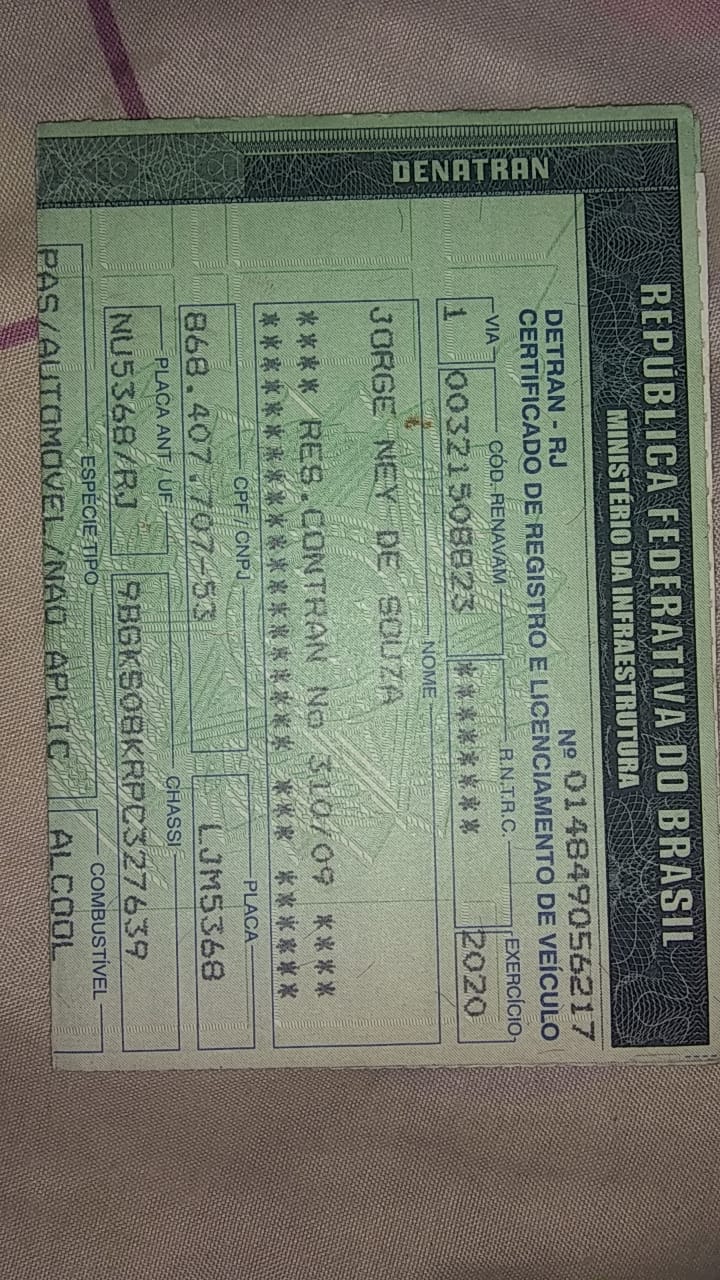 REPÚBLICA FEDERATIVA DO BRASIL
MINISTÉRIO DA INFRAESTRUTURA
DENATRAN
DETRAN - RJ
Nº 014849056217
CERTIFICADO DE REGISTRO E LICENCIAMENTO DE VEÍCULO
VIA CÓD. RENAVAM R.N.T.R.C. EXERCÍCIO
1 00321508823 ******** 2020
NOME
JORGE NEY DE SOUZA
**** RES.CONTRAN No 310/09 ****
*********************** *** ******
CPF / CNPJ PLACA
868.407.707-53 LJM5368
PLACA ANT / UF CHASSI
NU5368/RJ 9BGKS08KRPC327639
ESPÉCIE TIPO COMBUSTÍVEL
PAS/AUTOMOVEL/NAO APLIC ALCOOL